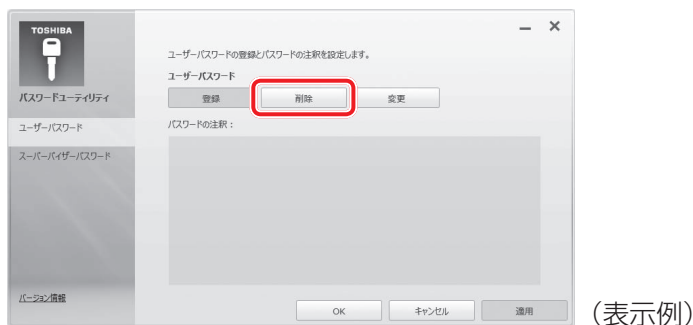 TOSHIBA
パスワードユーティリティ
ユーザーパスワード
スーパーバイザーパスワード
バージョン情報
ユーザーパスワードの登録とパスワードの注釈を設定します。
ユーザーパスワード
登録 削除 変更
パスワードの注釈：
OK キャンセル 適用
（表示例）